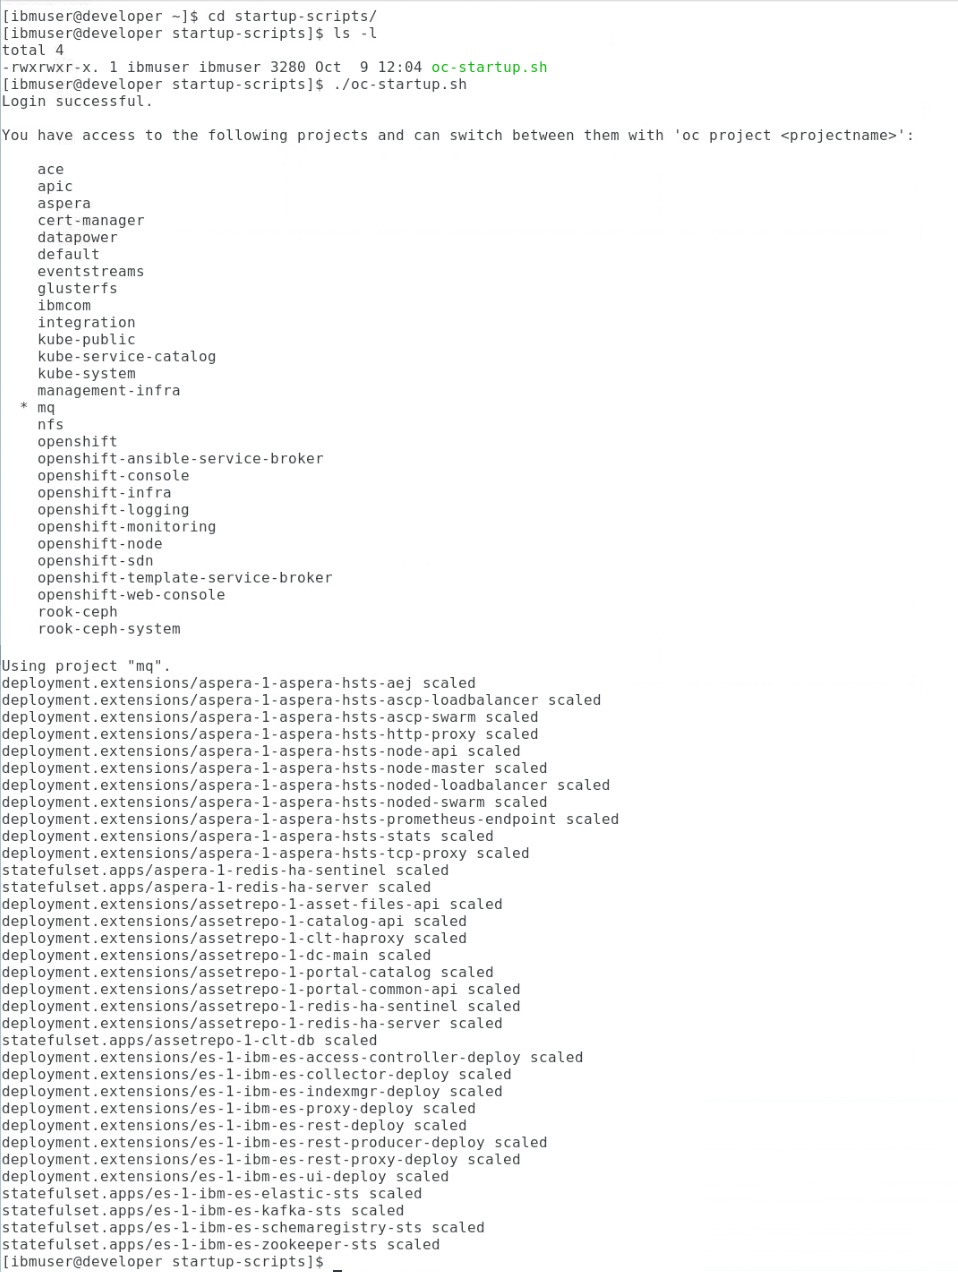 [ibmuser@developer ~]$ cd startup-scripts/
[ibmuser@developer startup-scripts]$ ls -l
total 4
-rwxrwxr-x. 1 ibmuser ibmuser 3280 Oct  9 12:04 oc-startup.sh
[ibmuser@developer startup-scripts]$ ./oc-startup.sh
Login successful.

You have access to the following projects and can switch between them with 'oc project <projectname>':

    ace
    apic
    aspera
    cert-manager
    datapower
    default
    eventstreams
    glusterfs
    ibmcom
    integration
    kube-public
    kube-service-catalog
    kube-system
    management-infra
  * mq
    nfs
    openshift
    openshift-ansible-service-broker
    openshift-console
    openshift-infra
    openshift-logging
    openshift-monitoring
    openshift-node
    openshift-sdn
    openshift-template-service-broker
    openshift-web-console
    rook-ceph
    rook-ceph-system

Using project "mq".
deployment.extensions/aspera-1-aspera-hsts-aej scaled
deployment.extensions/aspera-1-aspera-hsts-ascp-loadbalancer scaled
deployment.extensions/aspera-1-aspera-hsts-ascp-swarm scaled
deployment.extensions/aspera-1-aspera-hsts-http-proxy scaled
deployment.extensions/aspera-1-aspera-hsts-node-api scaled
deployment.extensions/aspera-1-aspera-hsts-node-master scaled
deployment.extensions/aspera-1-aspera-hsts-noded-loadbalancer scaled
deployment.extensions/aspera-1-aspera-hsts-noded-swarm scaled
deployment.extensions/aspera-1-aspera-hsts-prometheus-endpoint scaled
deployment.extensions/aspera-1-aspera-hsts-stats scaled
deployment.extensions/aspera-1-aspera-hsts-tcp-proxy scaled
statefulset.apps/aspera-1-redis-ha-sentinel scaled
statefulset.apps/aspera-1-redis-ha-server scaled
deployment.extensions/assetrepo-1-asset-files-api scaled
deployment.extensions/assetrepo-1-catalog-api scaled
deployment.extensions/assetrepo-1-clt-haproxy scaled
deployment.extensions/assetrepo-1-dc-main scaled
deployment.extensions/assetrepo-1-portal-catalog scaled
deployment.extensions/assetrepo-1-portal-common-api scaled
deployment.extensions/assetrepo-1-redis-ha-sentinel scaled
deployment.extensions/assetrepo-1-redis-ha-server scaled
statefulset.apps/assetrepo-1-clt-db scaled
deployment.extensions/es-1-ibm-es-access-controller-deploy scaled
deployment.extensions/es-1-ibm-es-collector-deploy scaled
deployment.extensions/es-1-ibm-es-indexmgr-deploy scaled
deployment.extensions/es-1-ibm-es-proxy-deploy scaled
deployment.extensions/es-1-ibm-es-rest-deploy scaled
deployment.extensions/es-1-ibm-es-rest-producer-deploy scaled
deployment.extensions/es-1-ibm-es-rest-proxy-deploy scaled
deployment.extensions/es-1-ibm-es-ui-deploy scaled
statefulset.apps/es-1-ibm-es-elastic-sts scaled
statefulset.apps/es-1-ibm-es-kafka-sts scaled
statefulset.apps/es-1-ibm-es-schemaregistry-sts scaled
statefulset.apps/es-1-ibm-es-zookeeper-sts scaled
[ibmuser@developer startup-scripts]$ _